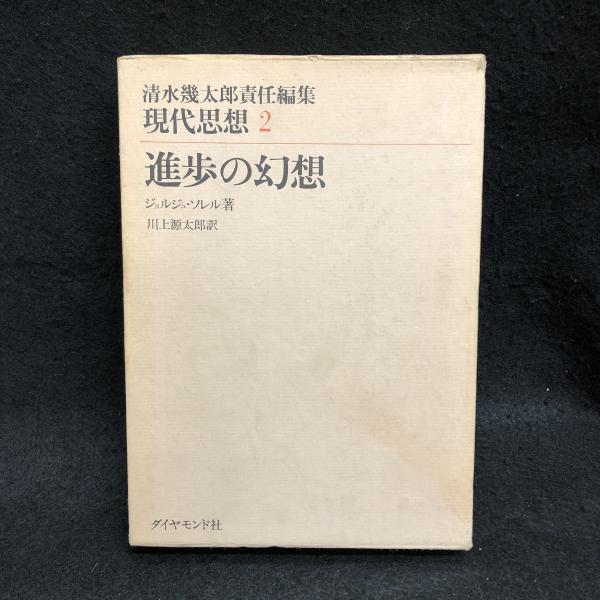 清水幾太郎責任編集
現代思想 2
進歩の幻想
ジョルジュ・ソレル著
川上源太郎訳
ダイヤモンド社